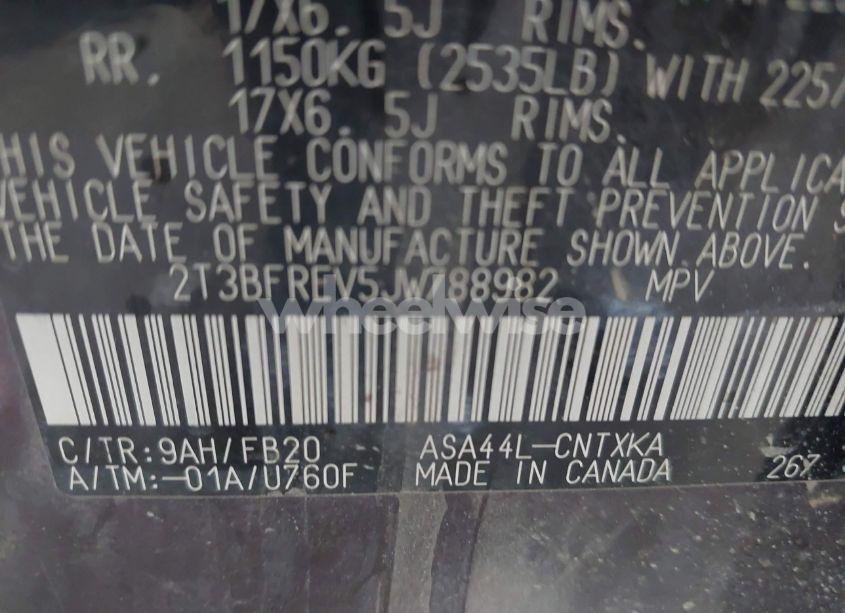 17X6. 5J RIMS.
RR. 1150KG (2535LB) WITH 225/
17X6. 5J RIMS.
HIS VEHICLE CONFORMS TO ALL APPLICA
VEHICLE SAFETY AND THEFT PREVENTION S
THE DATE OF MANUFACTURE SHOWN ABOVE.
2T3BFREV5JW788982 MPV
wheelwise
C/TR:9AH/FB20 ASA44L-CNTXKA
A/TM:-01A/U760F MADE IN CANADA 267